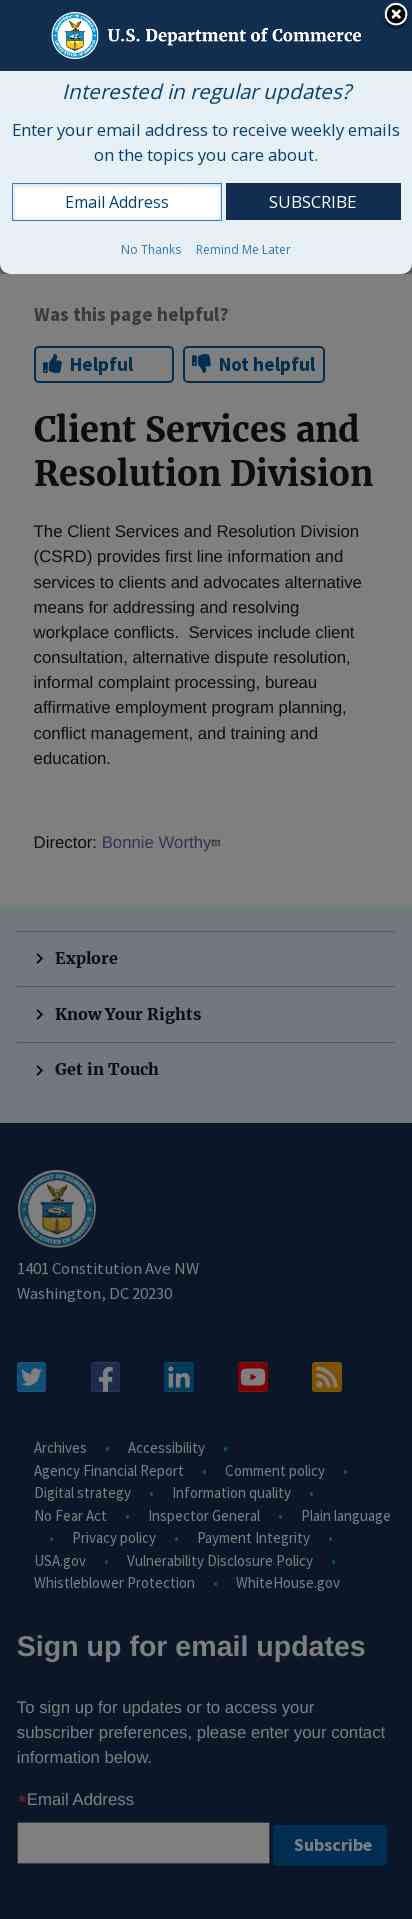 U.S. Department of Commerce
Interested in regular updates?
Enter your email address to receive weekly emails
on the topics you care about.
Email Address
SUBSCRIBE
No Thanks
Remind Me Later
Was this page helpful?
Helpful
Not helpful
Client Services and
Resolution Division
The Client Services and Resolution Division
(CSRD) provides first line information and
services to clients and advocates alternative
means for addressing and resolving
workplace conflicts.  Services include client
consultation, alternative dispute resolution,
informal complaint processing, bureau
affirmative employment program planning,
conflict management, and training and
education.
Director: Bonnie Worthy
Explore
Know Your Rights
Get in Touch
1401 Constitution Ave NW
Washington, DC 20230
Archives • Accessibility •
Agency Financial Report • Comment policy •
Digital strategy • Information quality •
No Fear Act • Inspector General • Plain language
• Privacy policy • Payment Integrity •
USA.gov • Vulnerability Disclosure Policy •
Whistleblower Protection • WhiteHouse.gov
Sign up for email updates
To sign up for updates or to access your
subscriber preferences, please enter your contact
information below.
*Email Address
Subscribe